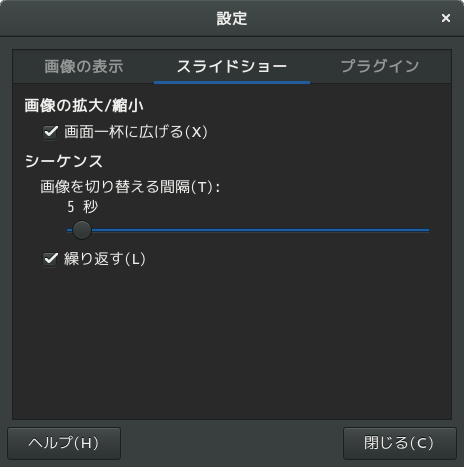 設定
画像の表示 スライドショー プラグイン
画像の拡大/縮小
画面一杯に広げる(X)
シーケンス
画像を切り替える間隔(T):
5 秒
繰り返す(L)
ヘルプ(H) 閉じる(C)